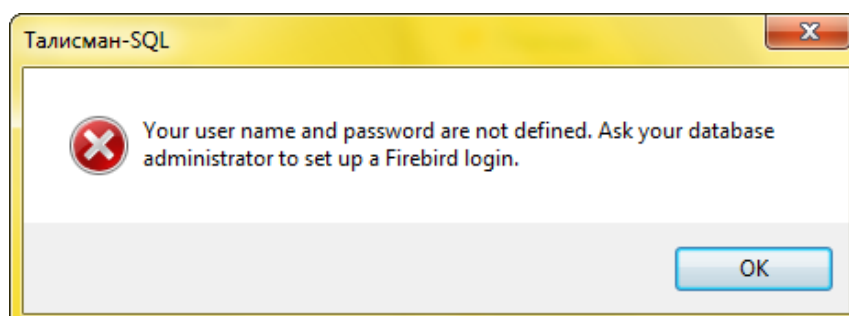 Талисман-SQL
Your user name and password are not defined. Ask your database
administrator to set up a Firebird login.
OK